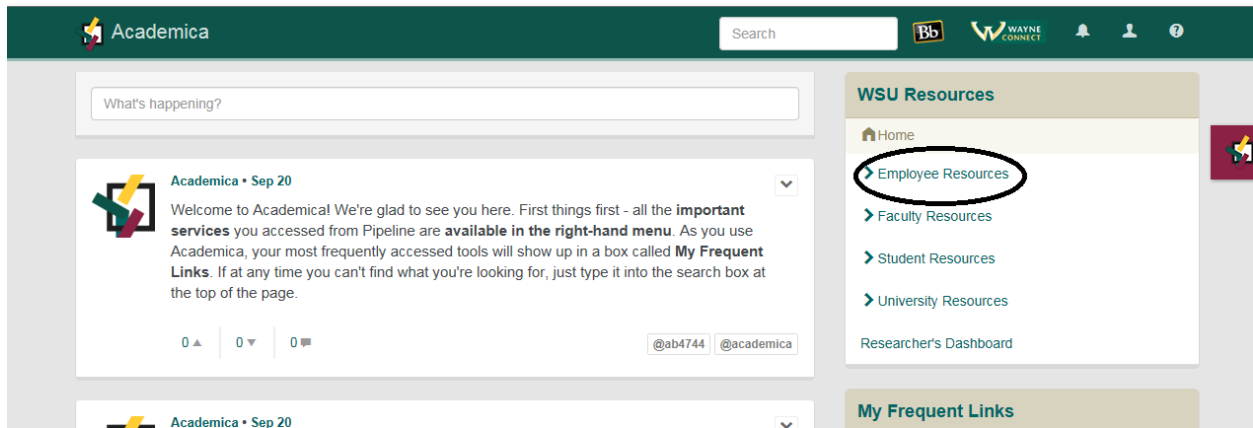 Academica
Search
Bb
WAYNE
CONNECT
What's happening?
Academica • Sep 20
Welcome to Academica! We're glad to see you here. First things first - all the important
services you accessed from Pipeline are available in the right-hand menu. As you use
Academica, your most frequently accessed tools will show up in a box called My Frequent
Links. If at any time you can't find what you're looking for, just type it into the search box at
the top of the page.
0
0
0
@ab4744
@academica
Academica • Sep 20
WSU Resources
Home
Employee Resources
Faculty Resources
Student Resources
University Resources
Researcher's Dashboard
My Frequent Links